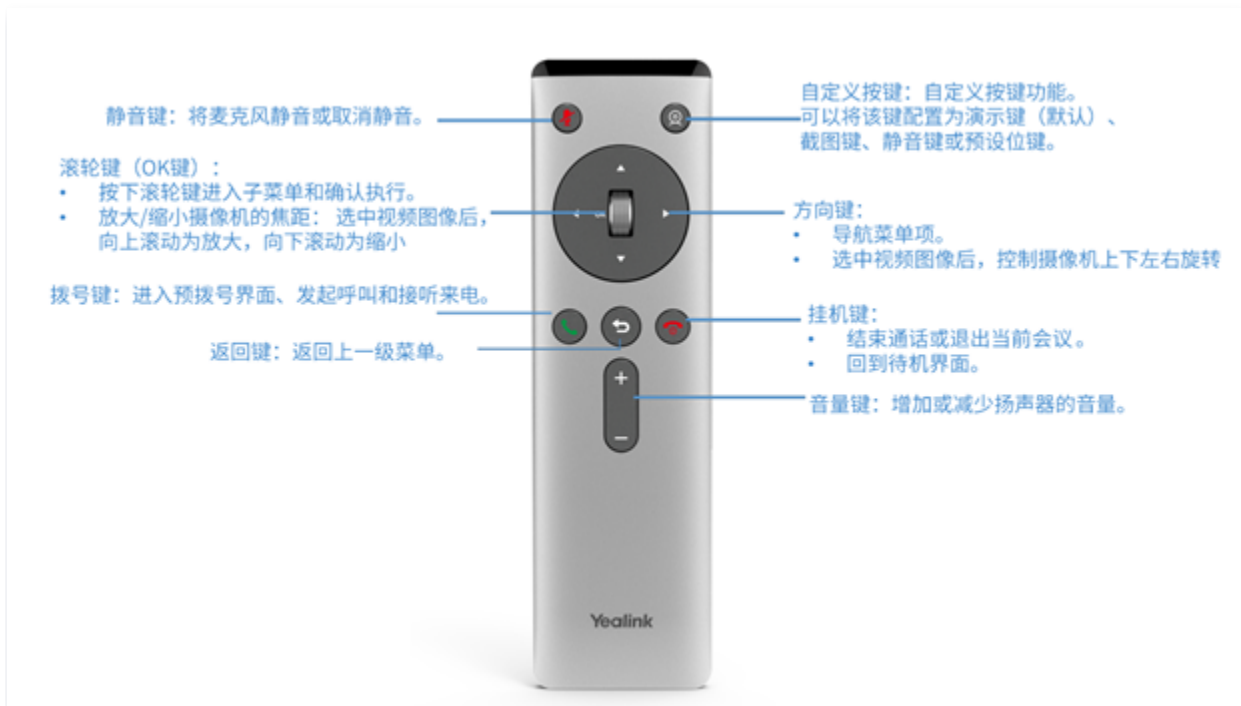 静音键：将麦克风静音或取消静音。
滚轮键（OK键）：
• 按下滚轮键进入子菜单和确认执行。
• 放大/缩小摄像机的焦距： 选中视频图像后，
向上滚动为放大，向下滚动为缩小
拨号键：进入预拨号界面、发起呼叫和接听来电。
返回键：返回上一级菜单。
自定义按键：自定义按键功能。
可以将该键配置为演示键（默认）、
截图键、静音键或预设位键。
方向键：
• 导航菜单项。
• 选中视频图像后，控制摄像机上下左右旋转
挂机键：
• 结束通话或退出当前会议。
• 回到待机界面。
音量键：增加或减少扬声器的音量。
Yealink